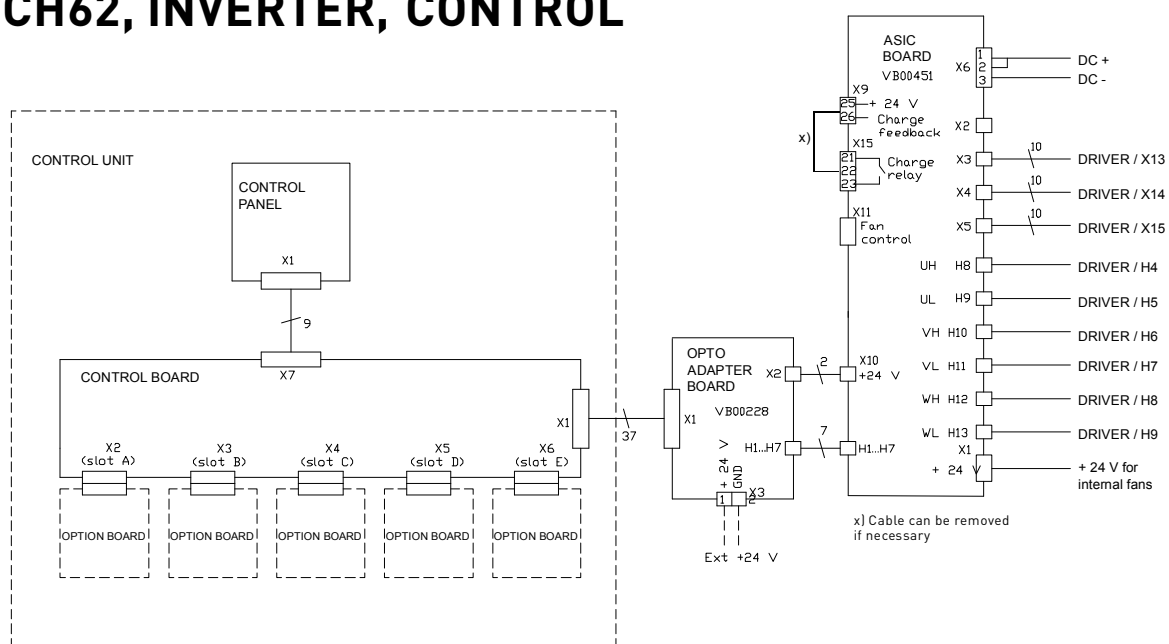 CH62, INVERTER, CONTROL
CONTROL UNIT
CONTROL
PANEL
X1
9
X7
CONTROL BOARD
X1
37
X2
(slot A)
X3
(slot B)
X4
(slot C)
X5
(slot D)
X6
(slot E)
OPTION BOARD
OPTION BOARD
OPTION BOARD
OPTION BOARD
OPTION BOARD
OPTO
ADAPTER
BOARD
VB00228
X1
X2
2
H1...H7
7
+ 24 V
GND
1
2
X3
Ext +24 V
ASIC
BOARD
VB00451
X9
25
+ 24 V
26
Charge
feedback
x)
X15
21
22
23
Charge
relay
X11
Fan
control
X10
+24 V
H1...H7
X6
1
2
3
DC +
DC -
X2
X3
10
DRIVER / X13
X4
10
DRIVER / X14
X5
10
DRIVER / X15
UH H8
DRIVER / H4
UL H9
DRIVER / H5
VH H10
DRIVER / H6
VL H11
DRIVER / H7
WH H12
DRIVER / H8
WL H13
DRIVER / H9
X1
+ 24 V
+ 24 V for
internal fans
x) Cable can be removed
if necessary